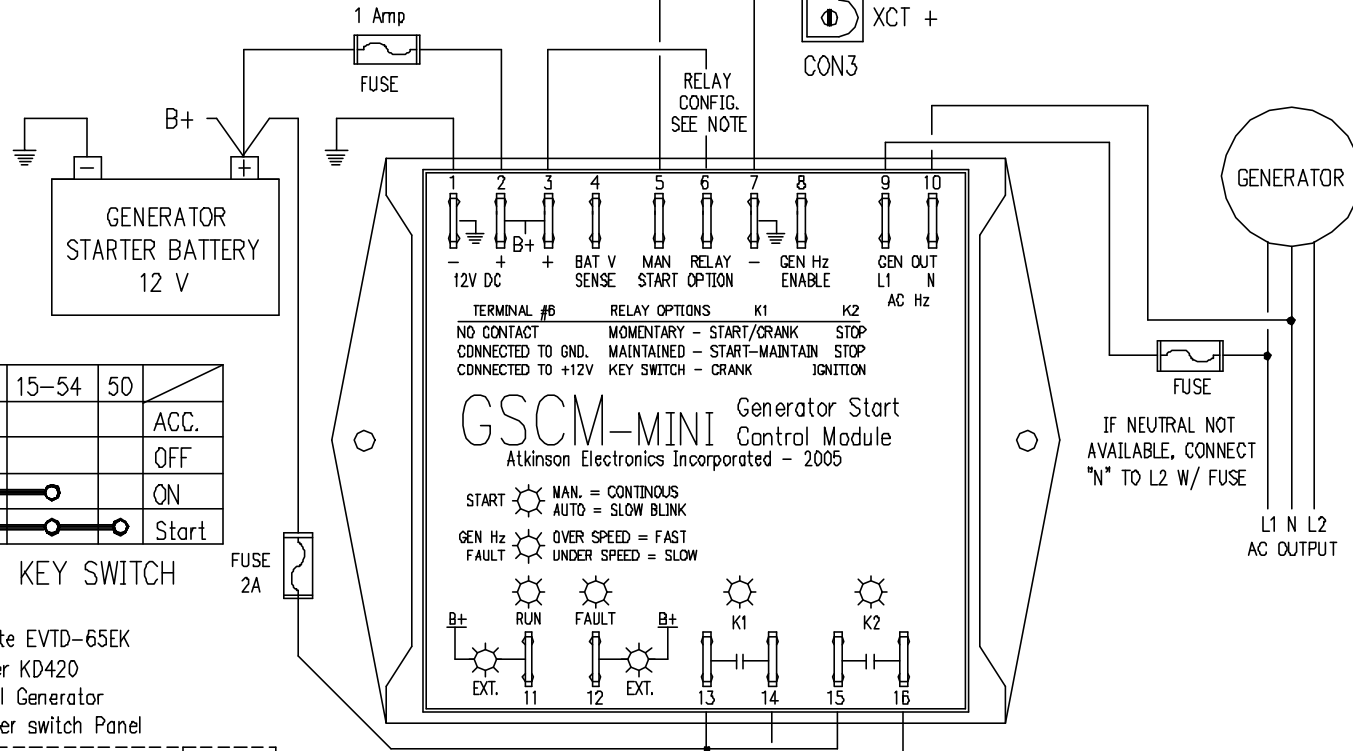 1 Amp
FUSE
XCT +
CON3
RELAY
CONFIG.
SEE NOTE
B+
- +
GENERATOR
STARTER BATTERY
12 V
GENERATOR
1 2 3 4 5 6 7 8 9 10
B+
- + + BAT V MAN RELAY - GEN Hz GEN OUT
12V DC SENSE START OPTION ENABLE L1 N
AC Hz
TERMINAL #6 RELAY OPTIONS K1 K2
NO CONTACT MOMENTARY - START/CRANK STOP
CONNECTED TO GND. MAINTAINED - START-MAINTAIN STOP
CONNECTED TO +12V KEY SWITCH - CRANK IGNITION
GSCM-MINI Generator Start
Control Module
Atkinson Electronics Incorporated - 2005
START MAN. = CONTINOUS
AUTO = SLOW BLINK
GEN Hz OVER SPEED = FAST
FAULT UNDER SPEED = SLOW
RUN FAULT K1 K2
B+ B+
EXT. EXT.
11 12 13 14 15 16
FUSE
IF NEUTRAL NOT
AVAILABLE, CONNECT
"N" TO L2 W/ FUSE
L1 N L2
AC OUTPUT
15-54 50
ACC.
OFF
ON
Start
KEY SWITCH
FUSE
2A
te EVTD-65EK
er KD420
l Generator
er switch Panel